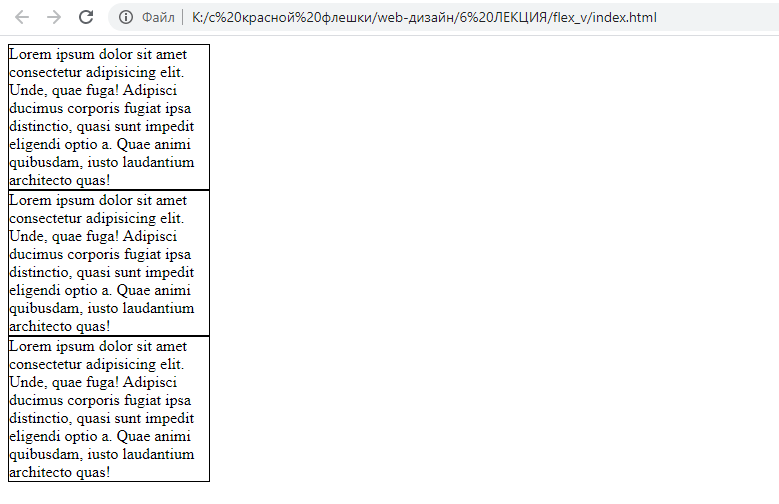 Файл K:/с%20красной%20флешки/web-дизайн/6%20ЛЕКЦИЯ/flex_v/index.html
Lorem ipsum dolor sit amet
consectetur adipisicing elit.
Unde, quae fuga! Adipisci
ducimus corporis fugiat ipsa
distinctio, quasi sunt impedit
eligendi optio a. Quae animi
quibusdam, iusto laudantium
architecto quas!
Lorem ipsum dolor sit amet
consectetur adipisicing elit.
Unde, quae fuga! Adipisci
ducimus corporis fugiat ipsa
distinctio, quasi sunt impedit
eligendi optio a. Quae animi
quibusdam, iusto laudantium
architecto quas!
Lorem ipsum dolor sit amet
consectetur adipisicing elit.
Unde, quae fuga! Adipisci
ducimus corporis fugiat ipsa
distinctio, quasi sunt impedit
eligendi optio a. Quae animi
quibusdam, iusto laudantium
architecto quas!